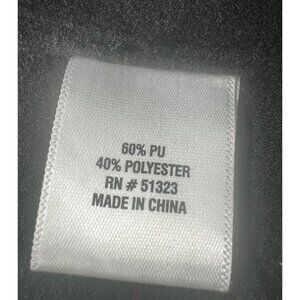 60% PU
40% POLYESTER
RN # 51323
MADE IN CHINA